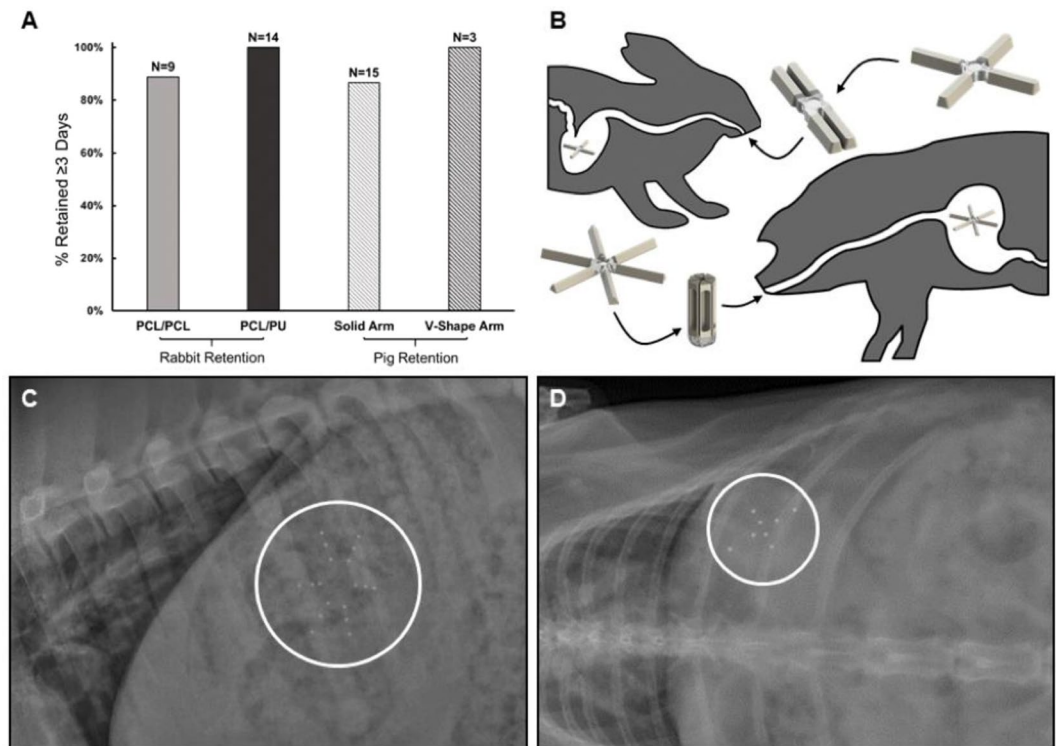 A
% Retained ≥3 Days
100%
80%
60%
40%
20%
0%
N=9
N=14
N=15
N=3
PCL/PCL
PCL/PU
Solid Arm
V-Shape Arm
Rabbit Retention
Pig Retention
B
C
D